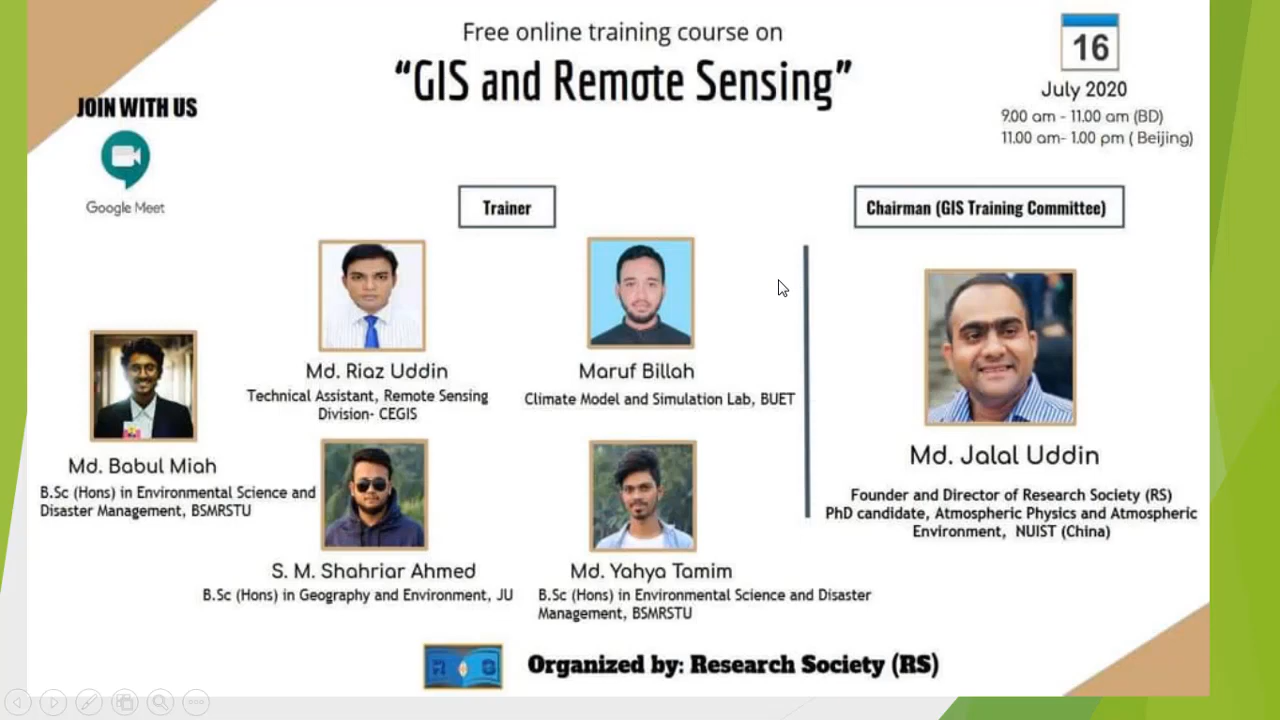 Free online training course on
“GIS and Remote Sensing”
16
July 2020
9.00 am - 11.00 am (BD)
11.00 am- 1.00 pm ( Beijing)
JOIN WITH US
Google Meet
Trainer
Chairman (GIS Training Committee)
Md. Riaz Uddin
Technical Assistant, Remote Sensing
Division- CEGIS
Maruf Billah
Climate Model and Simulation Lab, BUET
Md. Babul Miah
B.Sc (Hons) in Environmental Science and
Disaster Management, BSMRSTU
S. M. Shahriar Ahmed
B.Sc (Hons) in Geography and Environment, JU
Md. Yahya Tamim
B.Sc (Hons) in Environmental Science and Disaster
Management, BSMRSTU
Md. Jalal Uddin
Founder and Director of Research Society (RS)
PhD candidate, Atmospheric Physics and Atmospheric
Environment, NUIST (China)
Organized by: Research Society (RS)